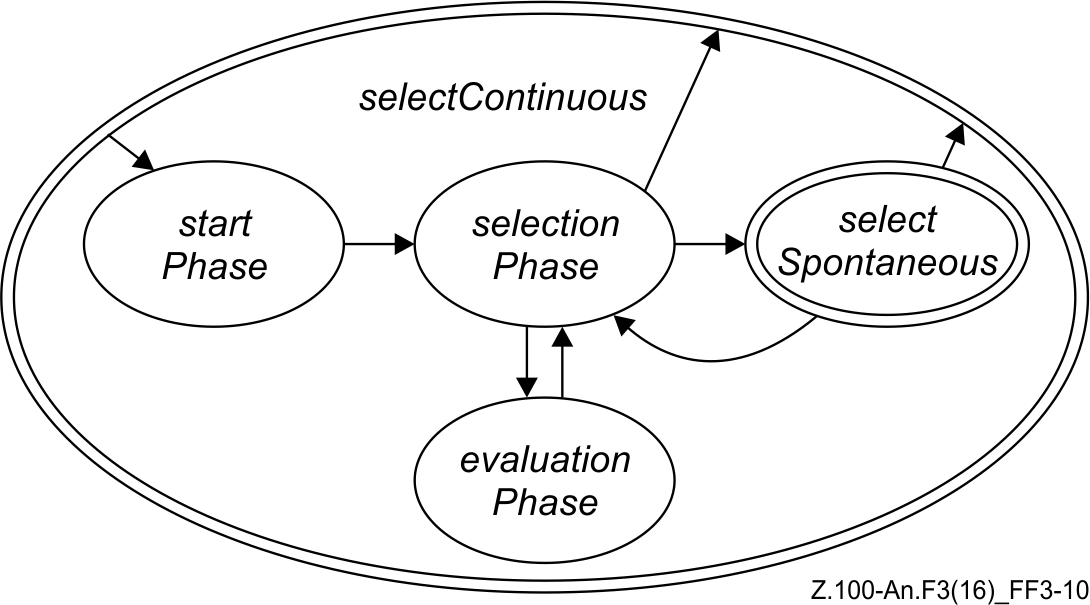 selectContinuous
start
Phase
selection
Phase
select
Spontaneous
evaluation
Phase
Z.100-An.F3(16)_FF3-10